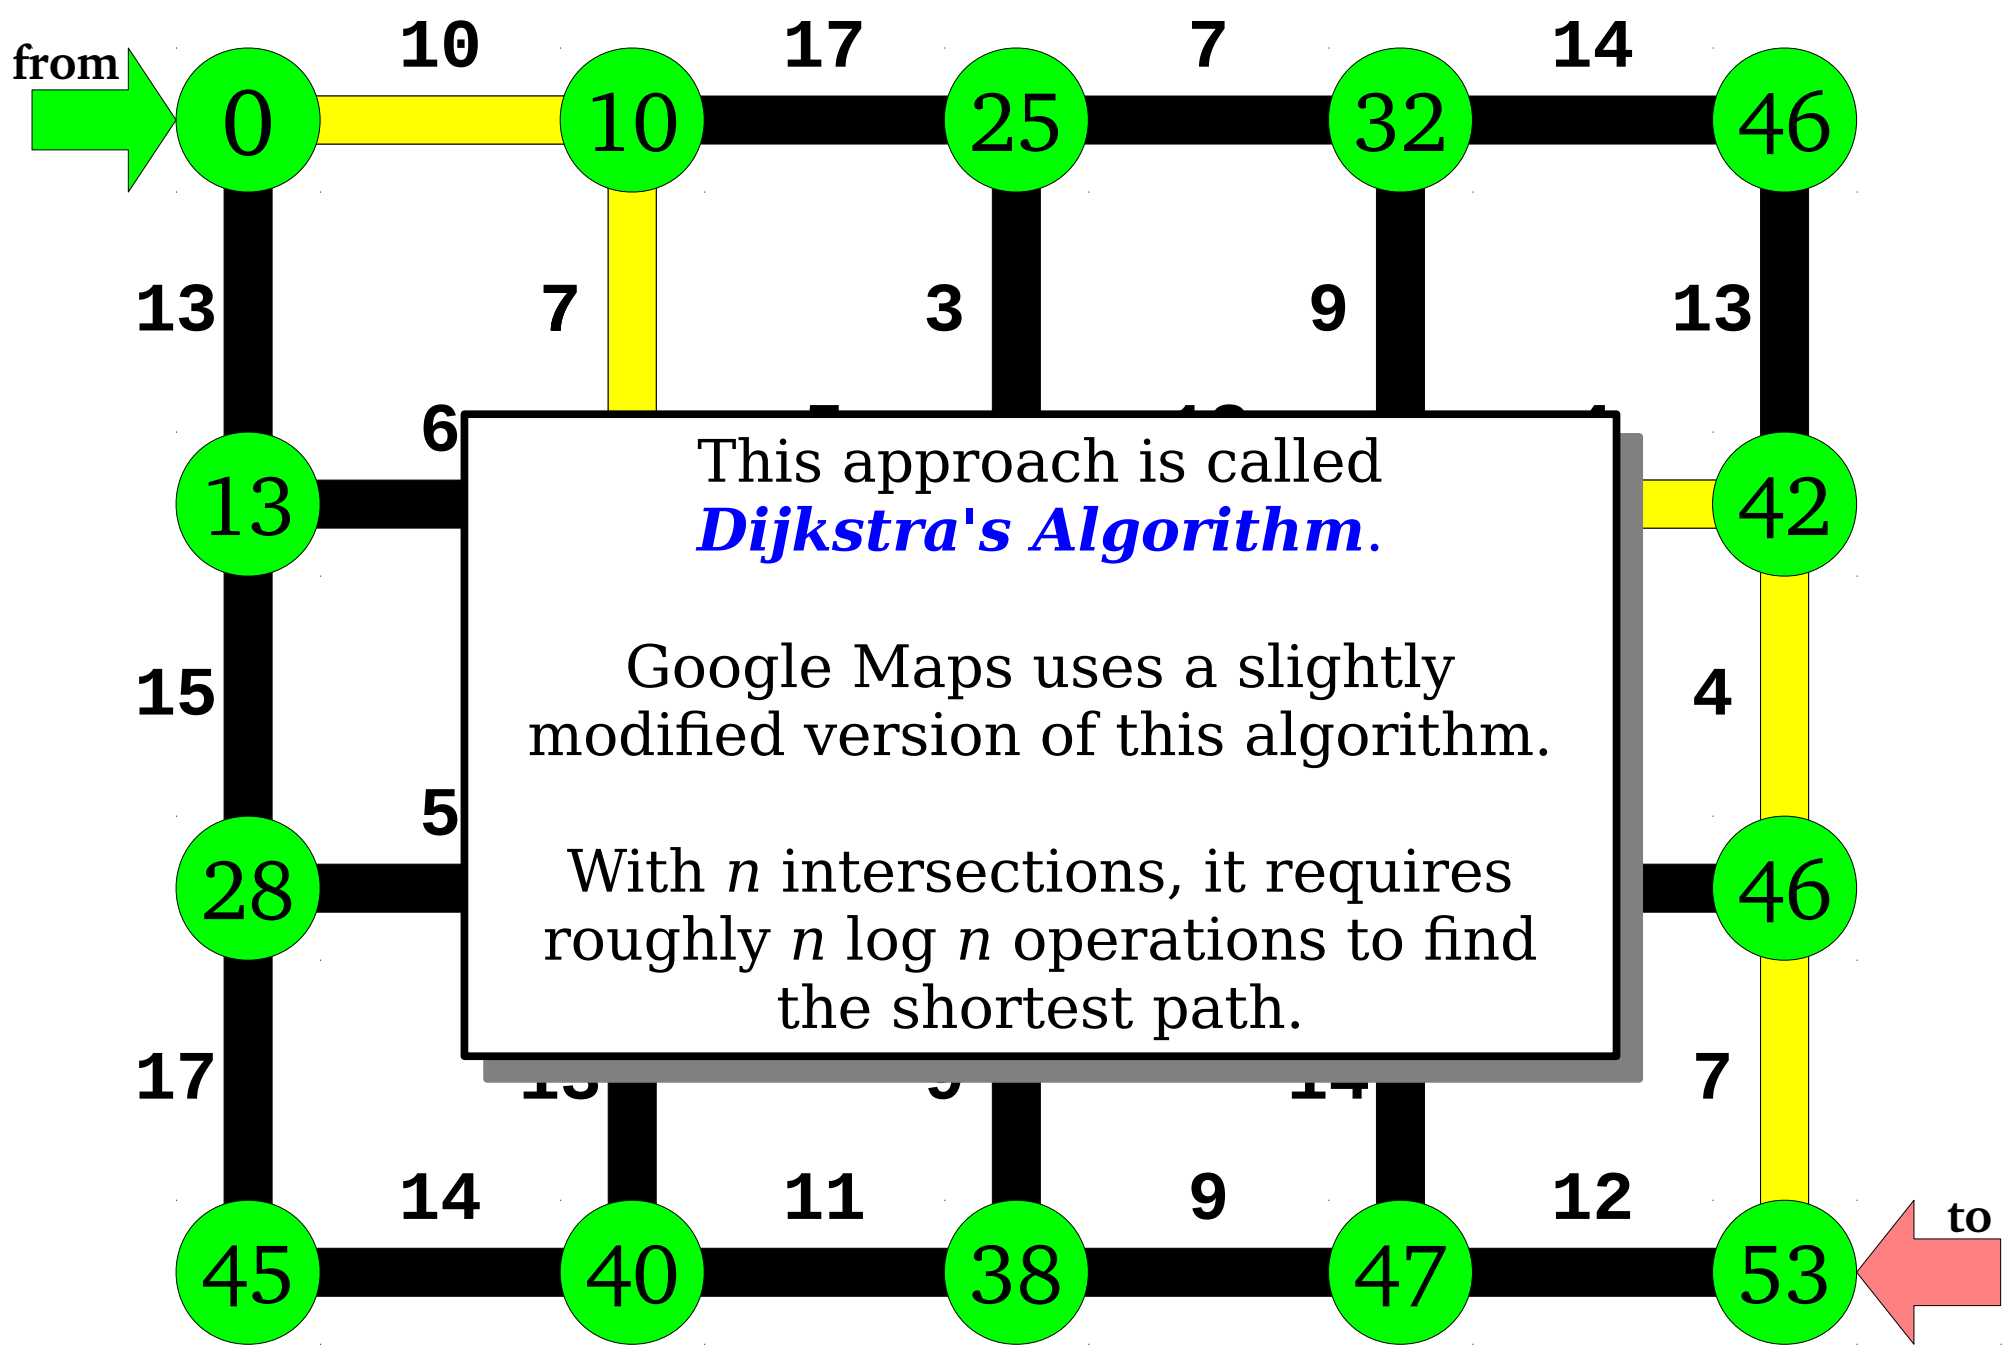 from
10 17 7 14
0 10 25 32 46
13 7 3 9 13
6
13 42
15 4
5
28 46
17 7
14 11 9 12
45 40 38 47 53
to
This approach is called
Dijkstra's Algorithm.
Google Maps uses a slightly
modified version of this algorithm.
With n intersections, it requires
roughly n log n operations to find
the shortest path.